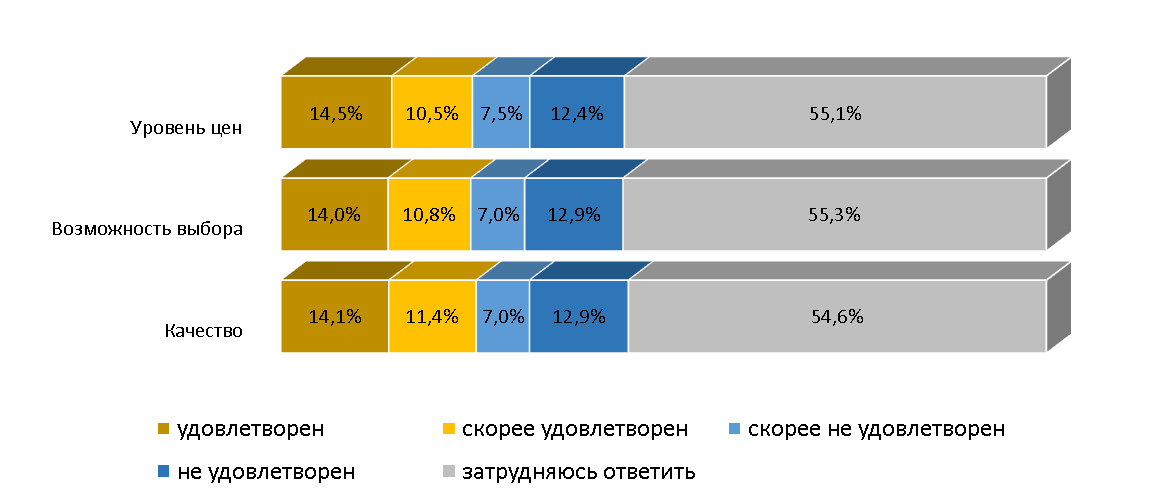 Уровень цен
14,5% 10,5% 7,5% 12,4% 55,1%
Возможность выбора
14,0% 10,8% 7,0% 12,9% 55,3%
Качество
14,1% 11,4% 7,0% 12,9% 54,6%
удовлетворен скорее удовлетворен скорее не удовлетворен
не удовлетворен затрудняюсь ответить